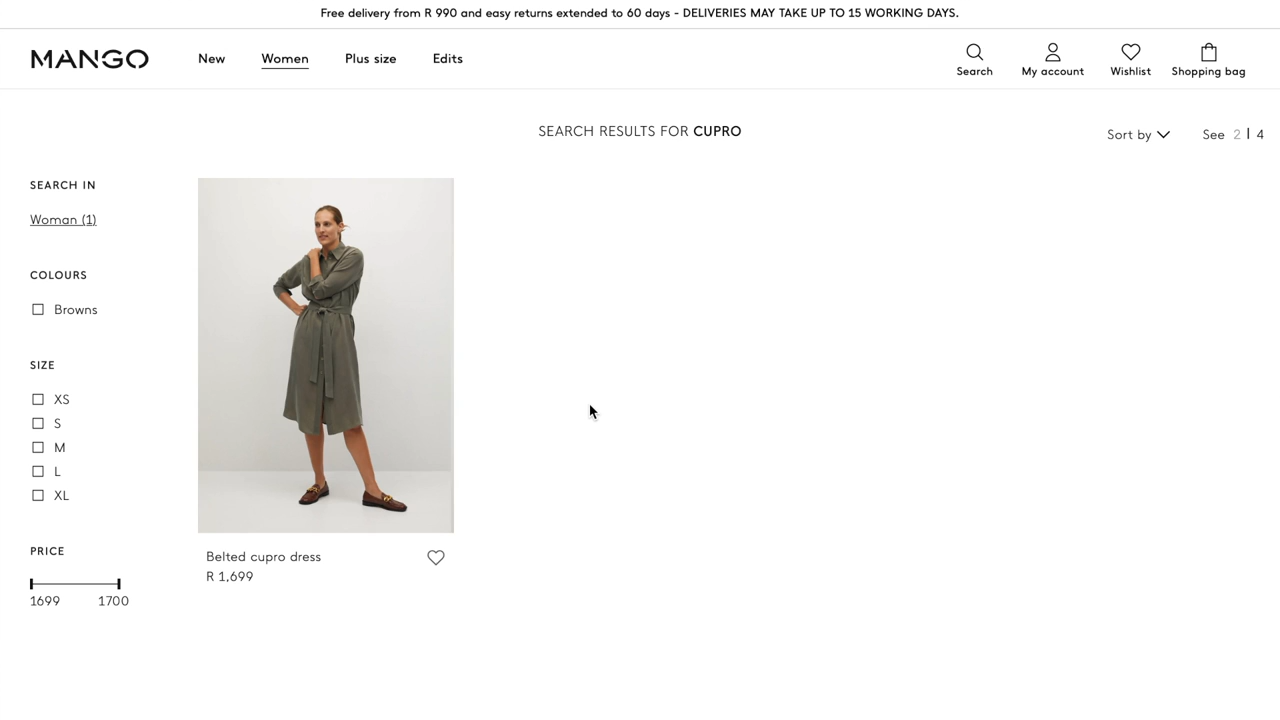 Free delivery from R 990 and easy returns extended to 60 days - DELIVERIES MAY TAKE UP TO 15 WORKING DAYS.
MANGO
New
Women
Plus size
Edits
Search
My account
Wishlist
Shopping bag
SEARCH RESULTS FOR CUPRO
Sort by
See 2 | 4
SEARCH IN
Woman (1)
COLOURS
Browns
SIZE
XS
S
M
L
XL
PRICE
1699 1700
Belted cupro dress
R 1,699